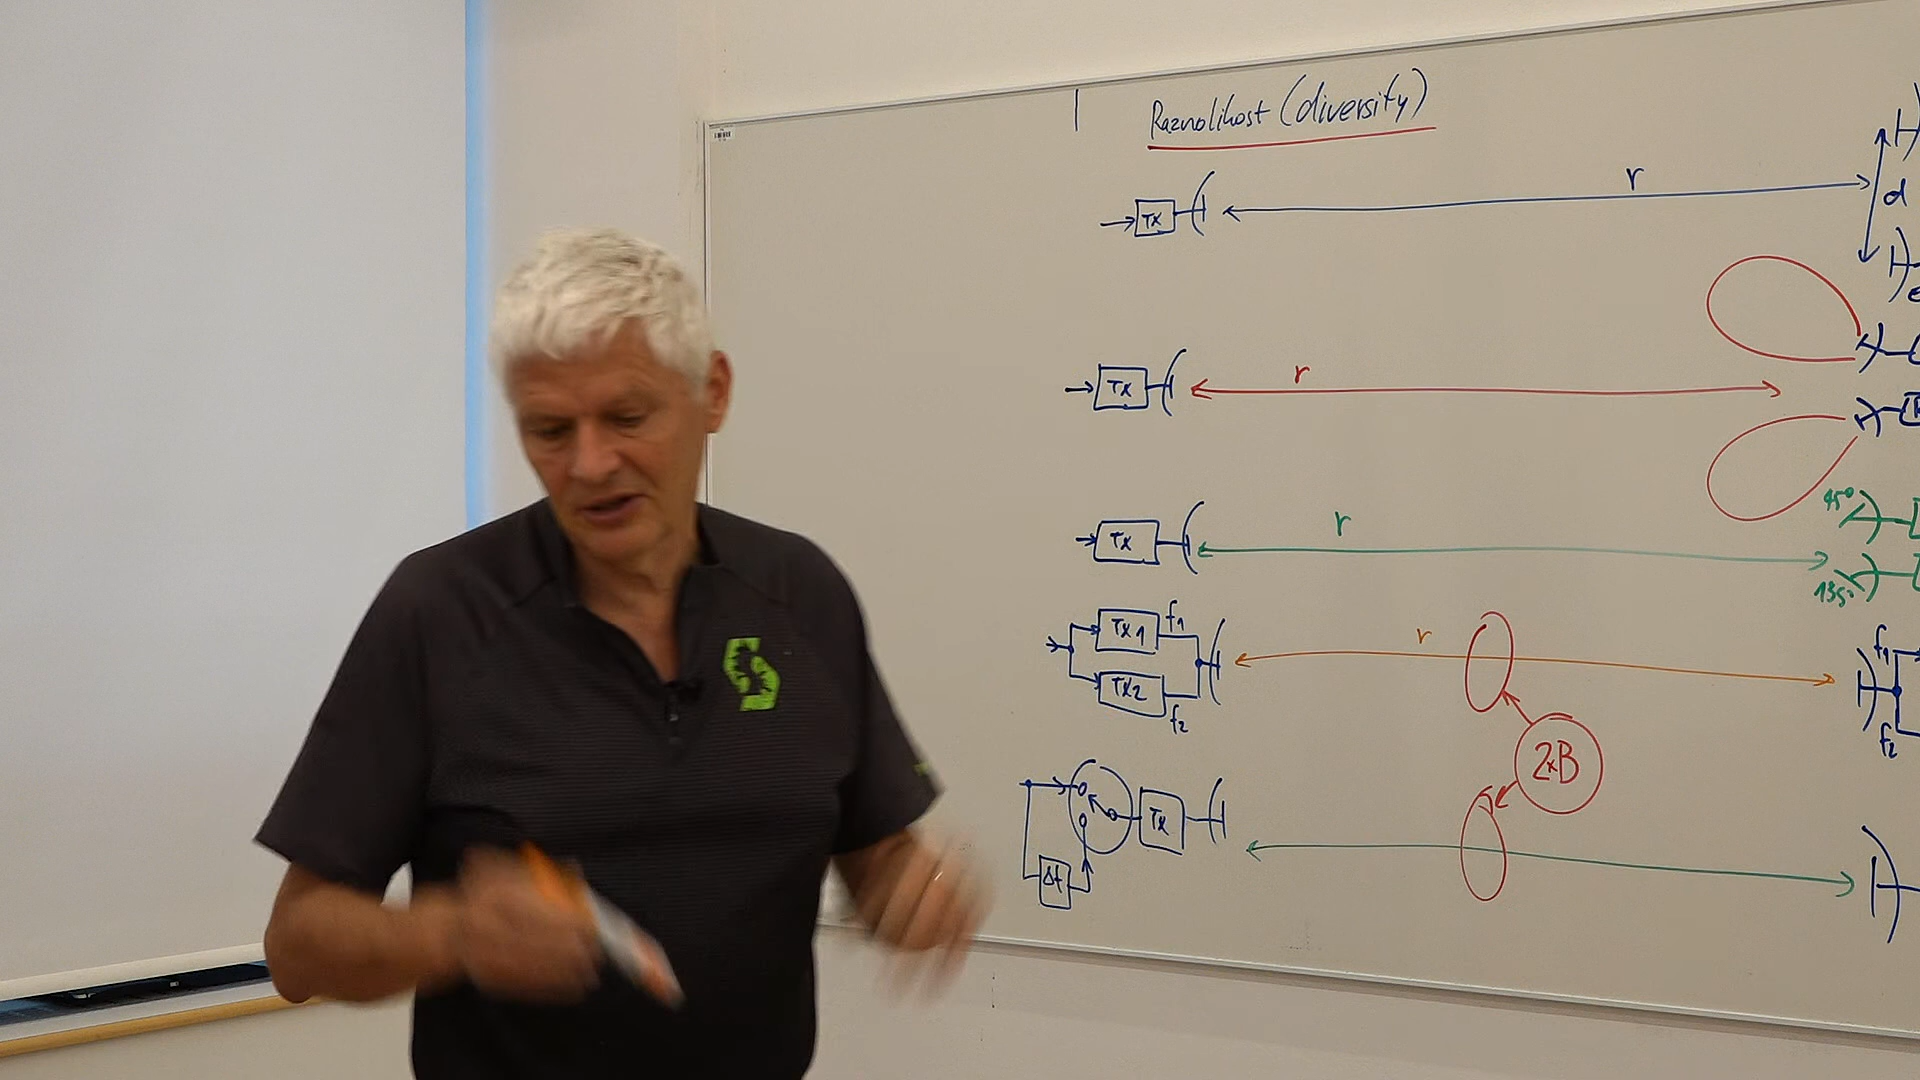 Raznolikost (diversity)
TX
r
d
TX
r
TX
r
45°
135°
TX1 f1
TX2
f2
r
f1
f2
2xB
TX
Δt